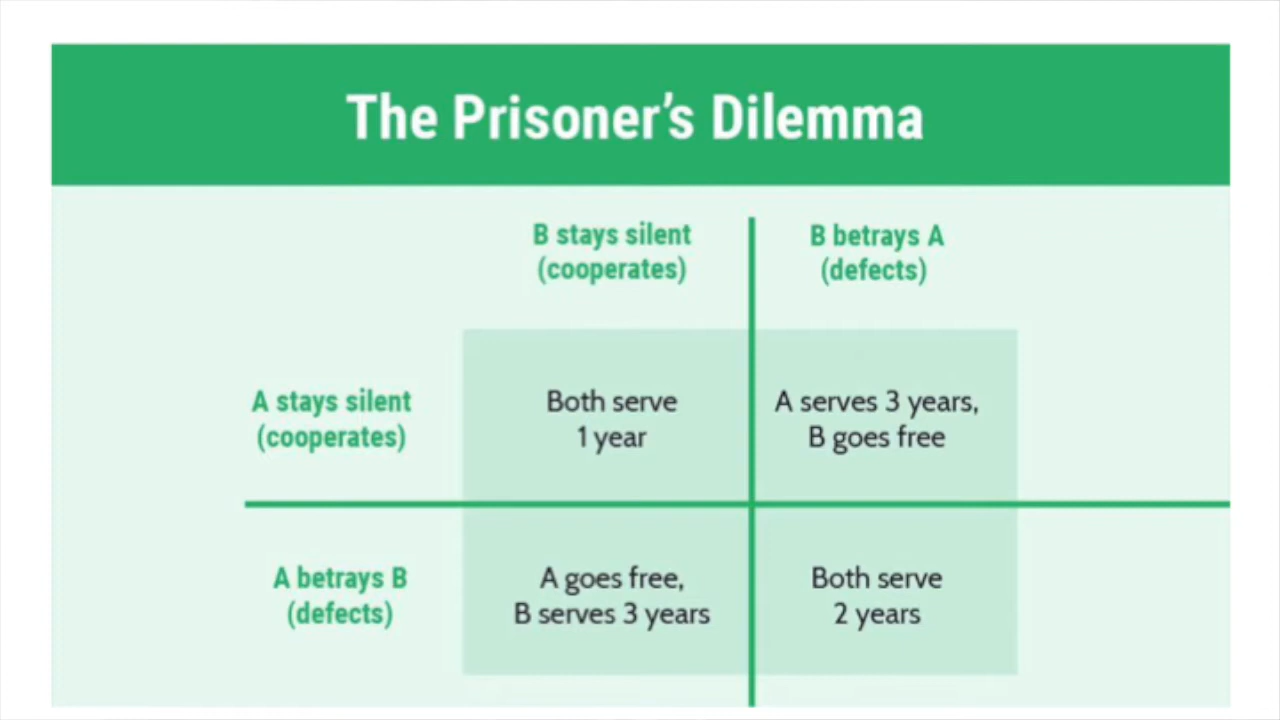 The Prisoner’s Dilemma
B stays silent
(cooperates)
B betrays A
(defects)
A stays silent
(cooperates)
Both serve
1 year
A serves 3 years,
B goes free
A betrays B
(defects)
A goes free,
B serves 3 years
Both serve
2 years